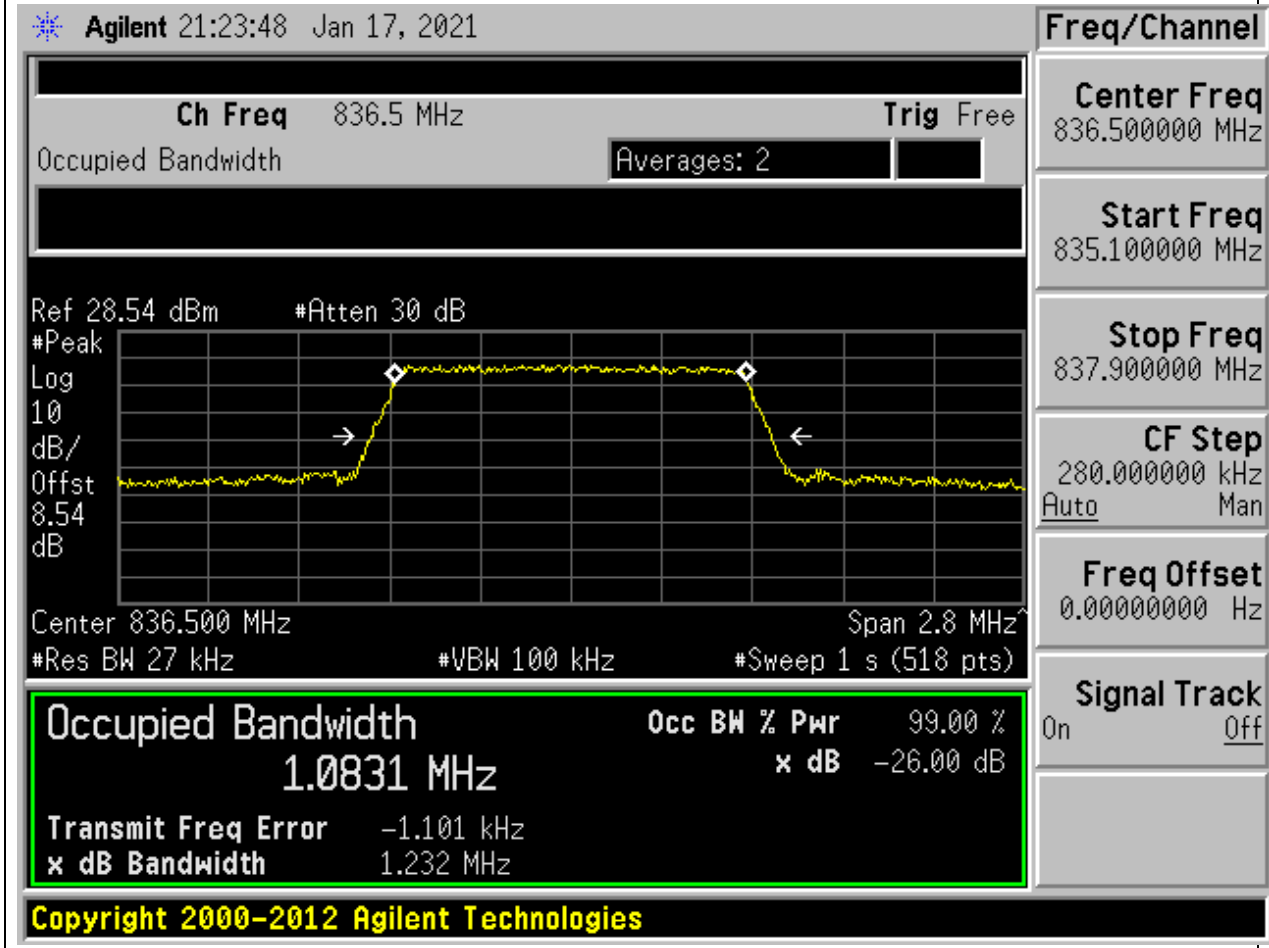 Agilent 21:23:48 Jan 17, 2021
Freq/Channel
Ch Freq 836.5 MHz Trig Free
Occupied Bandwidth Averages: 2
Center Freq
836.500000 MHz
Start Freq
835.100000 MHz
Stop Freq
837.900000 MHz
CF Step
280.000000 kHz
Auto Man
Freq Offset
0.00000000 Hz
Signal Track
On Off
Ref 28.54 dBm #Atten 30 dB
#Peak
Log
10
dB/
Offst
8.54
dB
Center 836.500 MHz Span 2.8 MHz^
#Res BW 27 kHz #VBW 100 kHz #Sweep 1 s (518 pts)
Occupied Bandwidth Occ BW % Pwr 99.00 %
1.0831 MHz x dB -26.00 dB
Transmit Freq Error -1.101 kHz
x dB Bandwidth 1.232 MHz
Copyright 2000-2012 Agilent Technologies